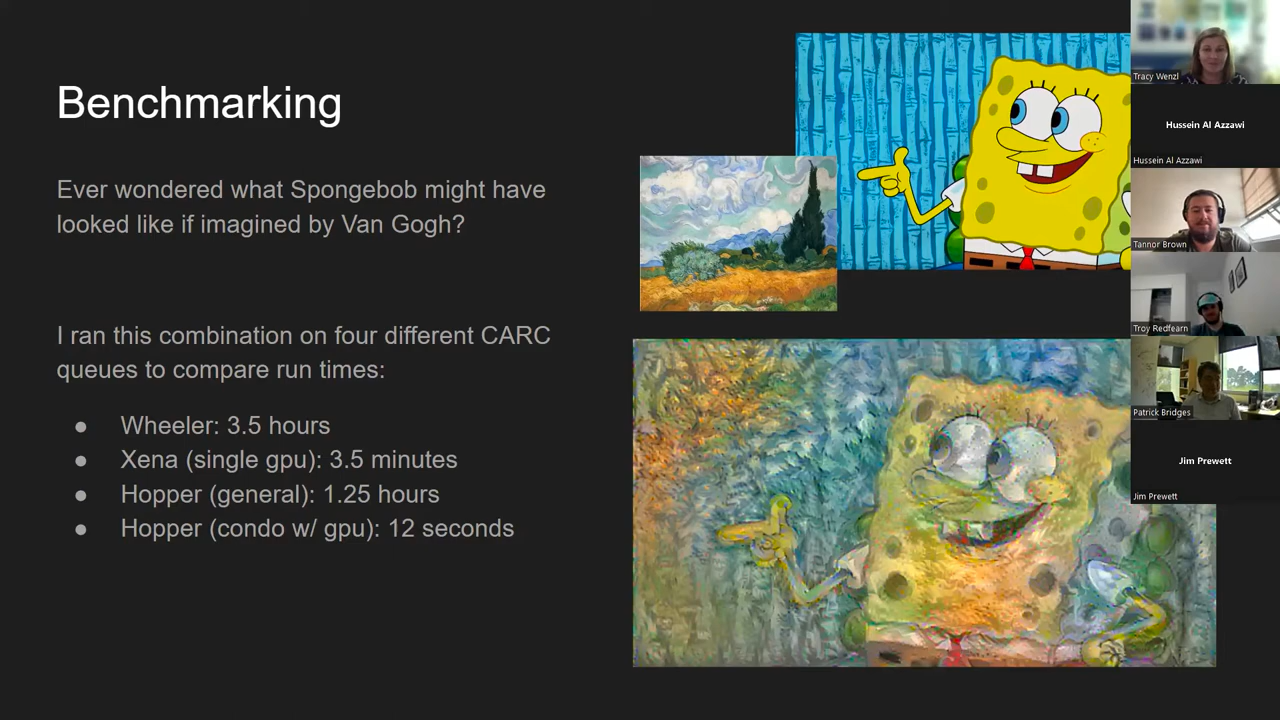 Benchmarking
Ever wondered what Spongebob might have
looked like if imagined by Van Gogh?
I ran this combination on four different CARC
queues to compare run times:
● Wheeler: 3.5 hours
● Xena (single gpu): 3.5 minutes
● Hopper (general): 1.25 hours
● Hopper (condo w/ gpu): 12 seconds
Tracy Wenzl
Hussein Al Azzawi
Hussein Al Azzawi
Tannor Brown
Troy Redfearn
Patrick Bridges
Jim Prewett
Jim Prewett